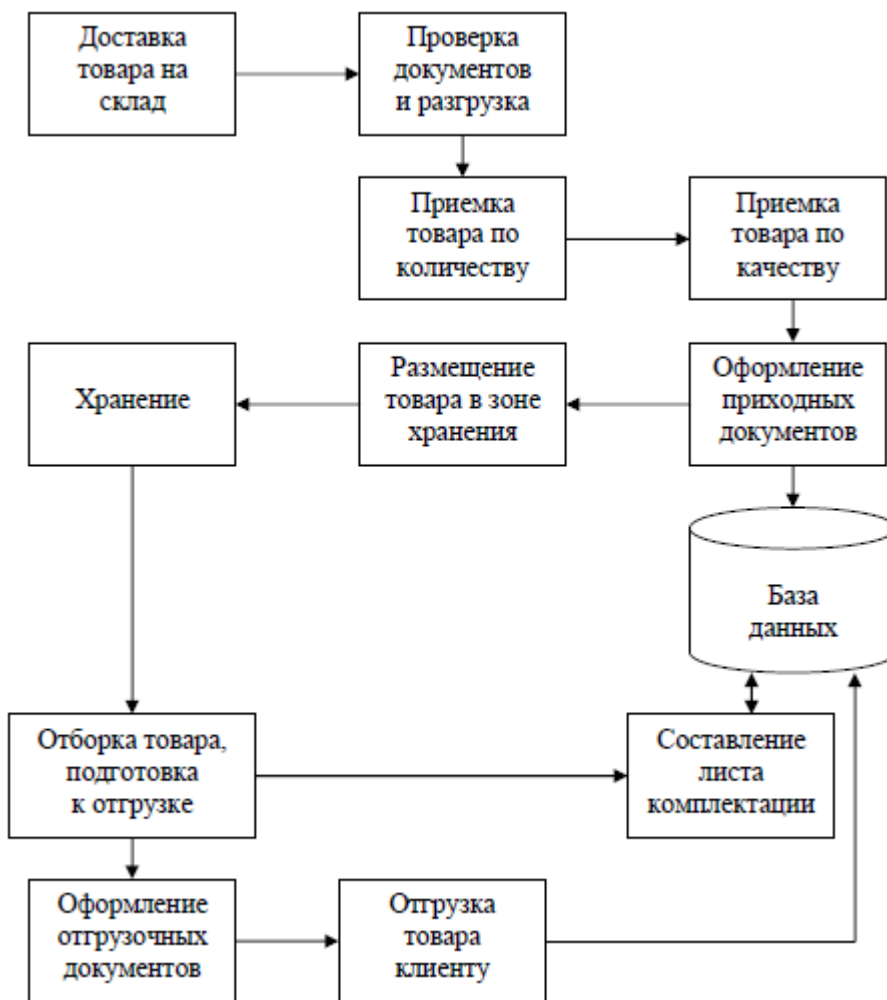 Доставка
товара на
склад
Проверка
документов
и разгрузка
Приемка
товара по
количеству
Приемка
товара по
качеству
Хранение
Размещение
товара в зоне
хранения
Оформление
приходных
документов
База
данных
Отборка товара,
подготовка
к отгрузке
Составление
листа
комплектации
Оформление
отгрузочных
документов
Отгрузка
товара
клиенту